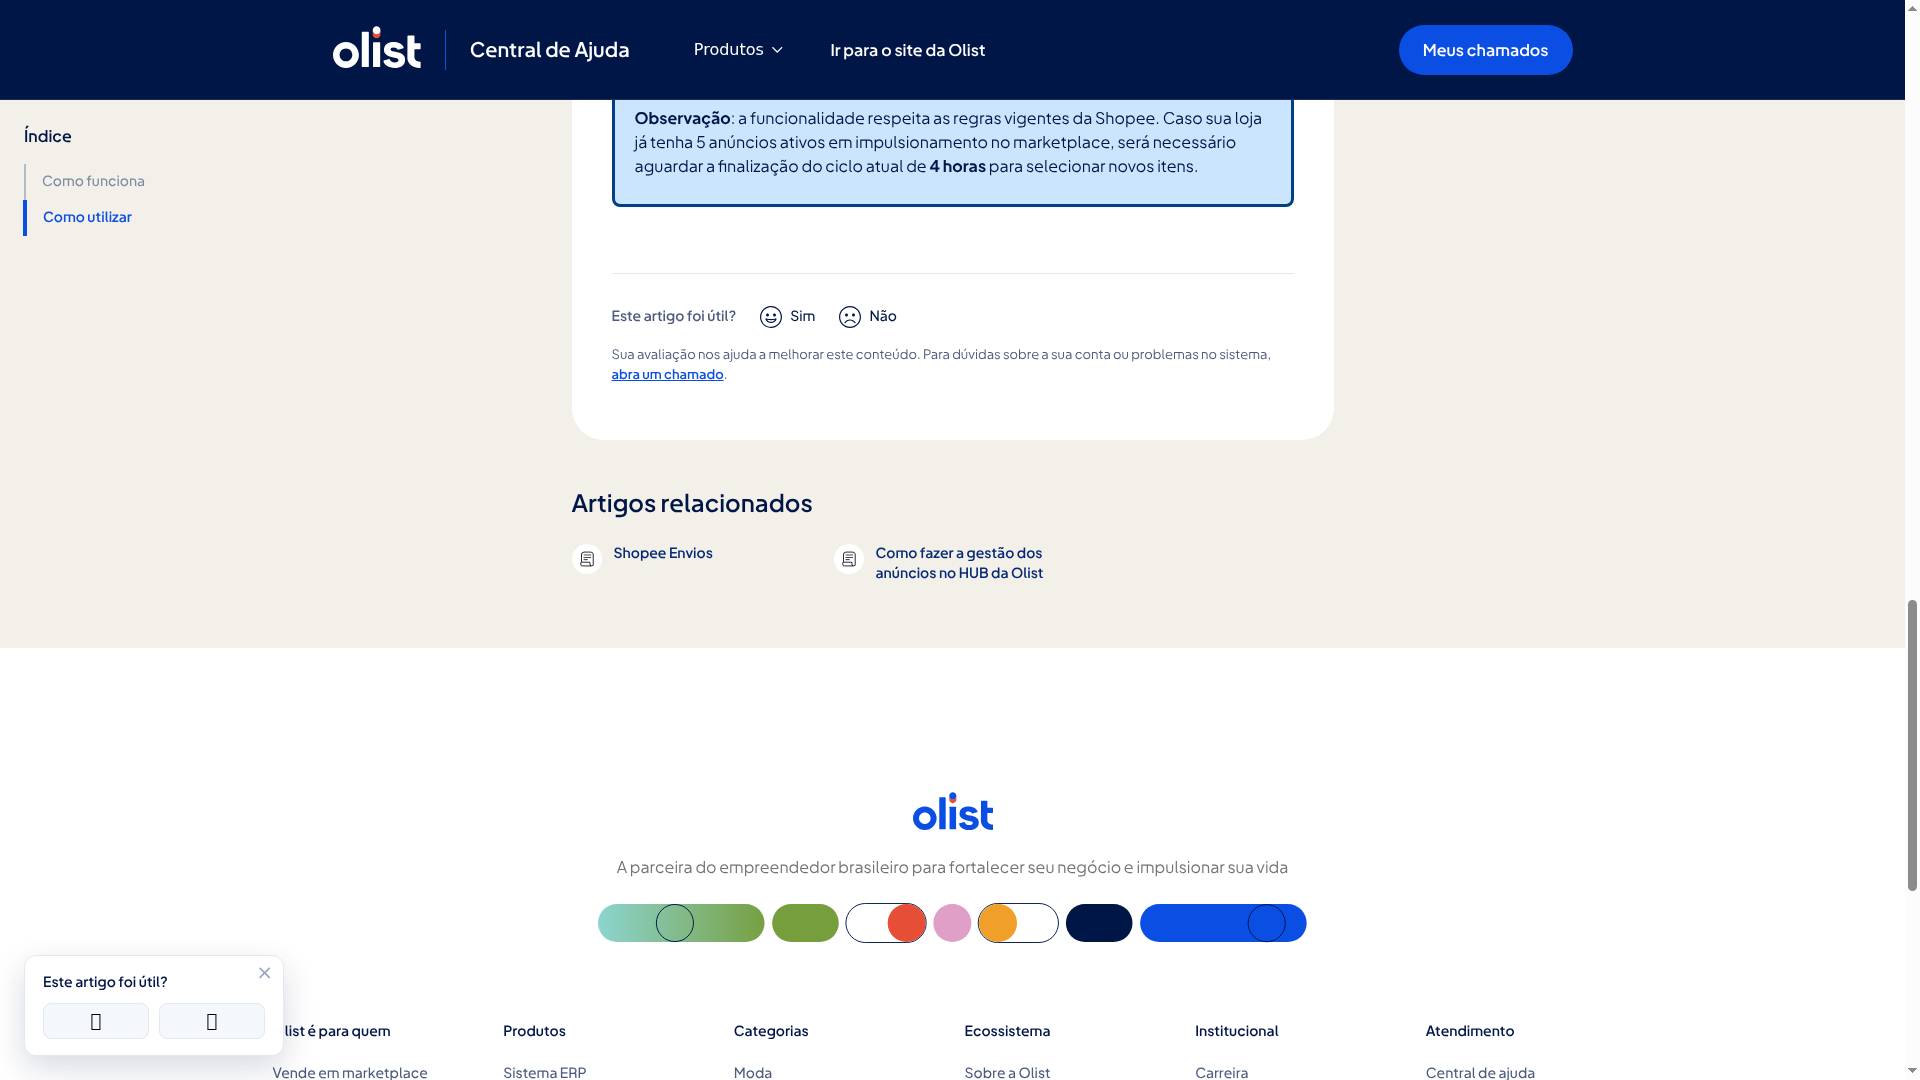 olist
Central de Ajuda
Produtos
Ir para o site da Olist
Meus chamados
Índice
Como funciona
Como utilizar
Observação: a funcionalidade respeita as regras vigentes da Shopee. Caso sua loja
já tenha 5 anúncios ativos em impulsionamento no marketplace, será necessário
aguardar a finalização do ciclo atual de 4 horas para selecionar novos itens.
Este artigo foi útil?
Sim
Não
Sua avaliação nos ajuda a melhorar este conteúdo. Para dúvidas sobre a sua conta ou problemas no sistema,
abra um chamado.
Artigos relacionados
Shopee Envios
Como fazer a gestão dos
anúncios no HUB da Olist
olist
A parceira do empreendedor brasileiro para fortalecer seu negócio e impulsionar sua vida
Este artigo foi útil?
list é para quem
Vende em marketplace
Produtos
Sistema ERP
Categorias
Moda
Ecossistema
Sobre a Olist
Institucional
Carreira
Atendimento
Central de ajuda